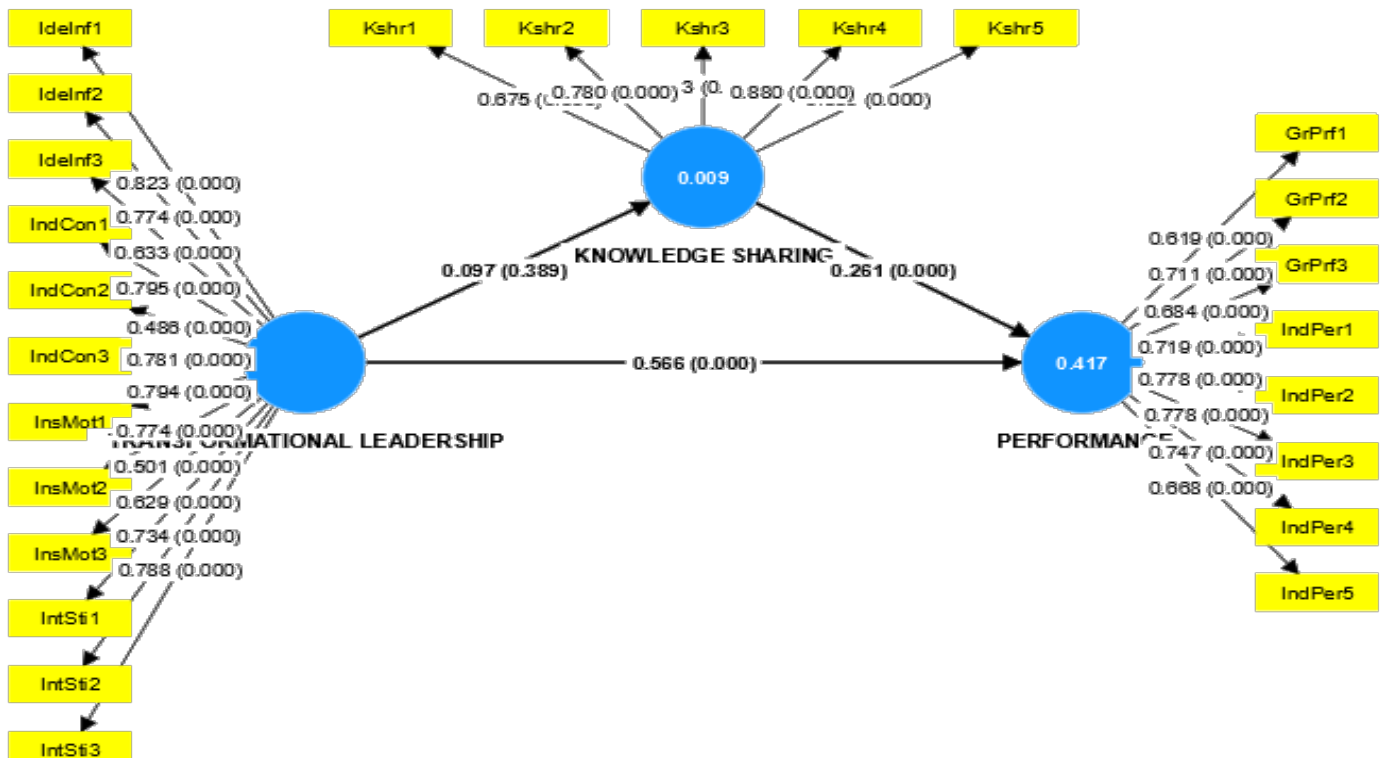 IdeInf1
Kshr1
Kshr2
Kshr3
Kshr4
Kshr5
IdeInf2
IdeInf3
IndCon1
IndCon2
IndCon3
InsMot1
InsMot2
InsMot3
IntSti1
IntSti2
IntSti3
0.823 (0.000)
0.774 (0.000)
0.633 (0.000)
0.795 (0.000)
0.486 (0.000)
0.781 (0.000)
0.794 (0.000)
0.774 (0.000)
0.501 (0.000)
0.629 (0.000)
0.734 (0.000)
0.788 (0.000)
TRANSFORMATIONAL LEADERSHIP
0.675
0.780 (0.000)
0.880 (0.000)
(0.000)
0.009
KNOWLEDGE SHARING
0.097 (0.389)
0.261 (0.000)
0.566 (0.000)
0.417
PERFORMANCE
0.619 (0.000)
0.711 (0.000)
0.684 (0.000)
0.719 (0.000)
0.778 (0.000)
0.778 (0.000)
0.747 (0.000)
0.668 (0.000)
GrPrf1
GrPrf2
GrPrf3
IndPer1
IndPer2
IndPer3
IndPer4
IndPer5